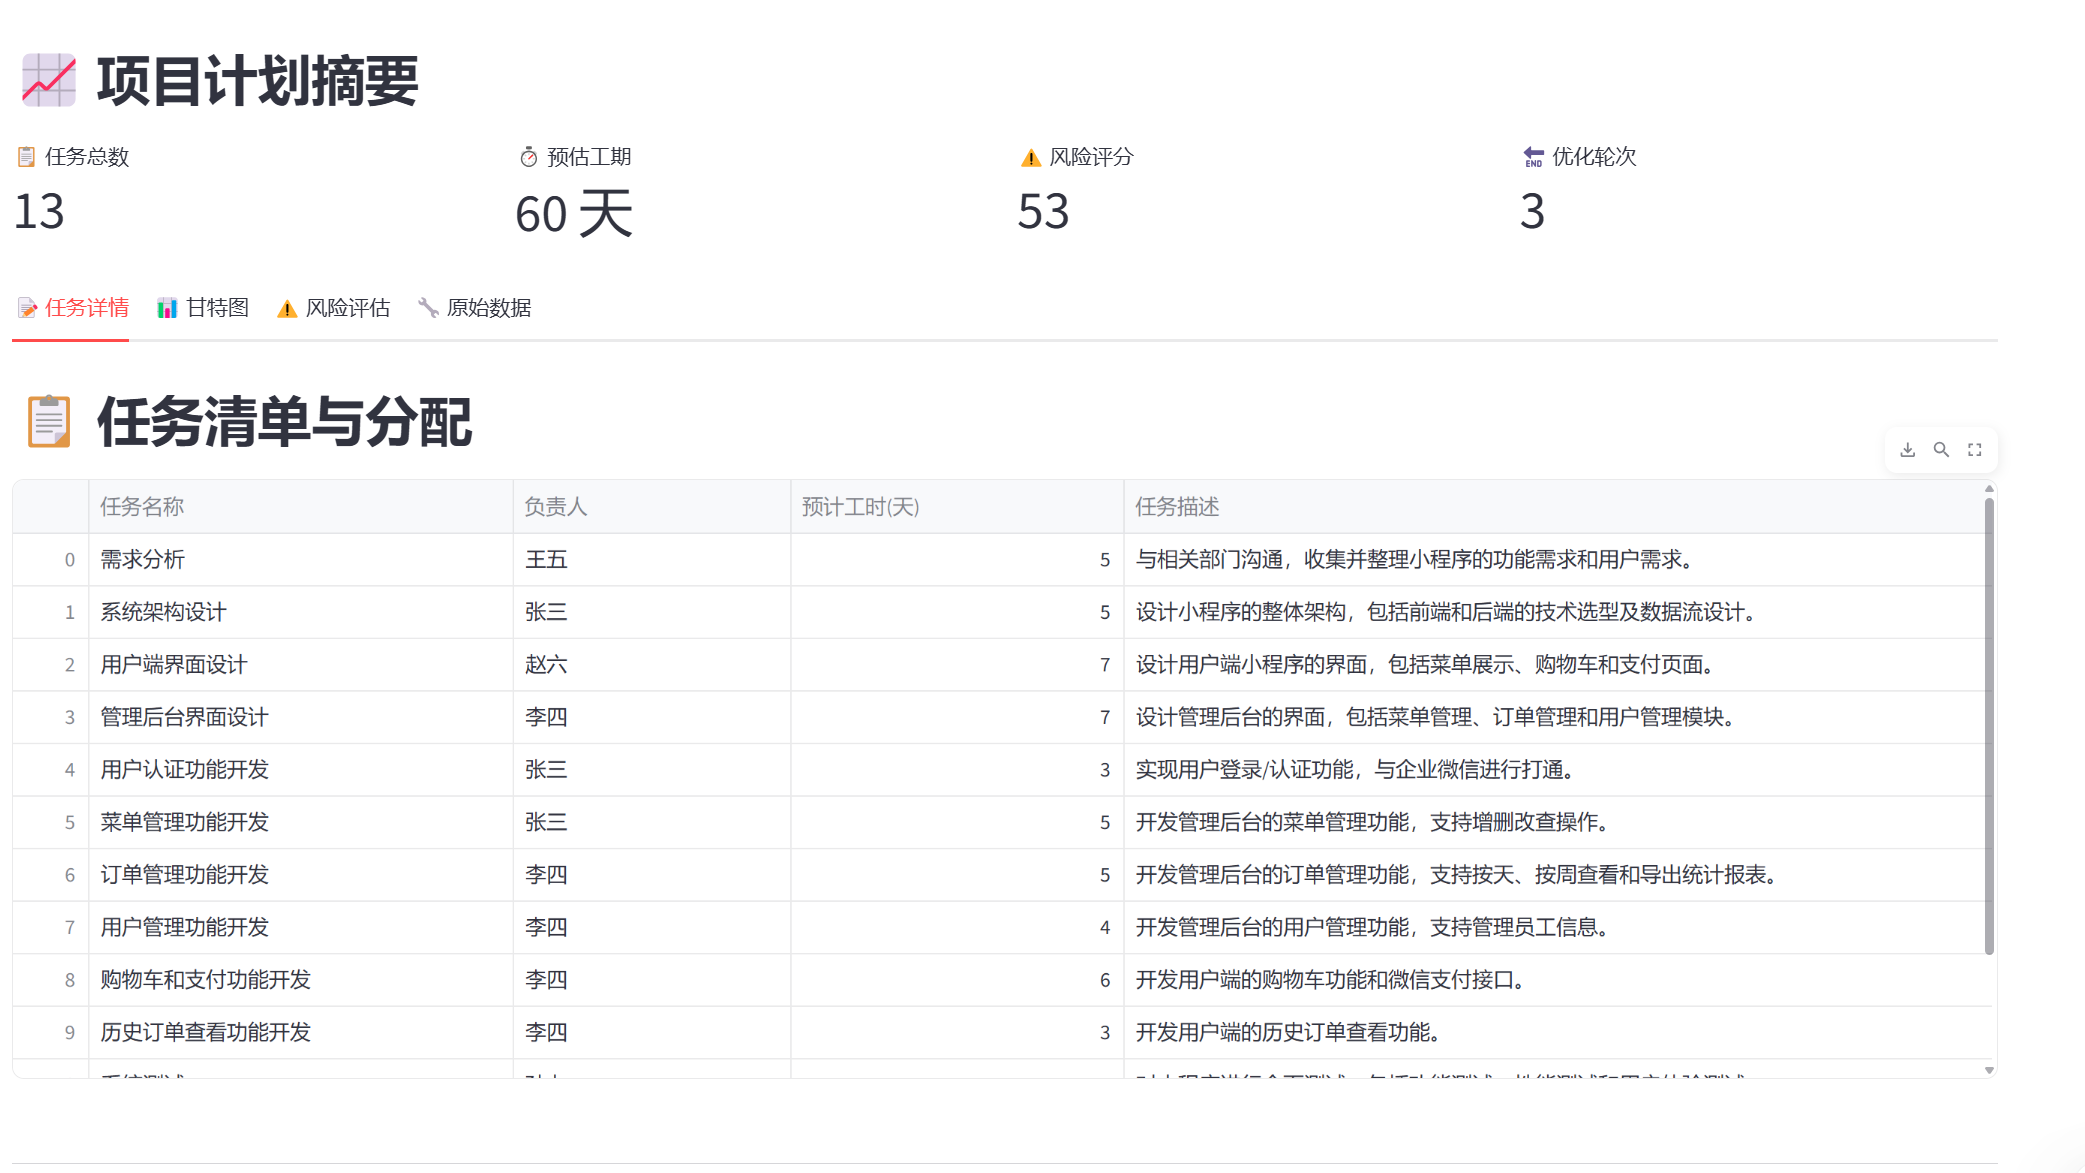 项目计划摘要
任务总数 预估工期 风险评分 优化轮次
13 60 天 53 3
任务详情 甘特图 风险评估 原始数据
任务清单与分配
任务名称 负责人 预计工时(天) 任务描述
0 需求分析 王五 5 与相关部门沟通，收集并整理小程序的功能需求和用户需求。
1 系统架构设计 张三 5 设计小程序的整体架构，包括前端和后端的技术选型及数据流设计。
2 用户端界面设计 赵六 7 设计用户端小程序的界面，包括菜单展示、购物车和支付页面。
3 管理后台界面设计 李四 7 设计管理后台的界面，包括菜单管理、订单管理和用户管理模块。
4 用户认证功能开发 张三 3 实现用户登录/认证功能，与企业微信进行打通。
5 菜单管理功能开发 张三 5 开发管理后台的菜单管理功能，支持增删改查操作。
6 订单管理功能开发 李四 5 开发管理后台的订单管理功能，支持按天、按周查看和导出统计报表。
7 用户管理功能开发 李四 4 开发管理后台的用户管理功能，支持管理员工信息。
8 购物车和支付功能开发 李四 6 开发用户端的购物车功能和微信支付接口。
9 历史订单查看功能开发 李四 3 开发用户端的历史订单查看功能。